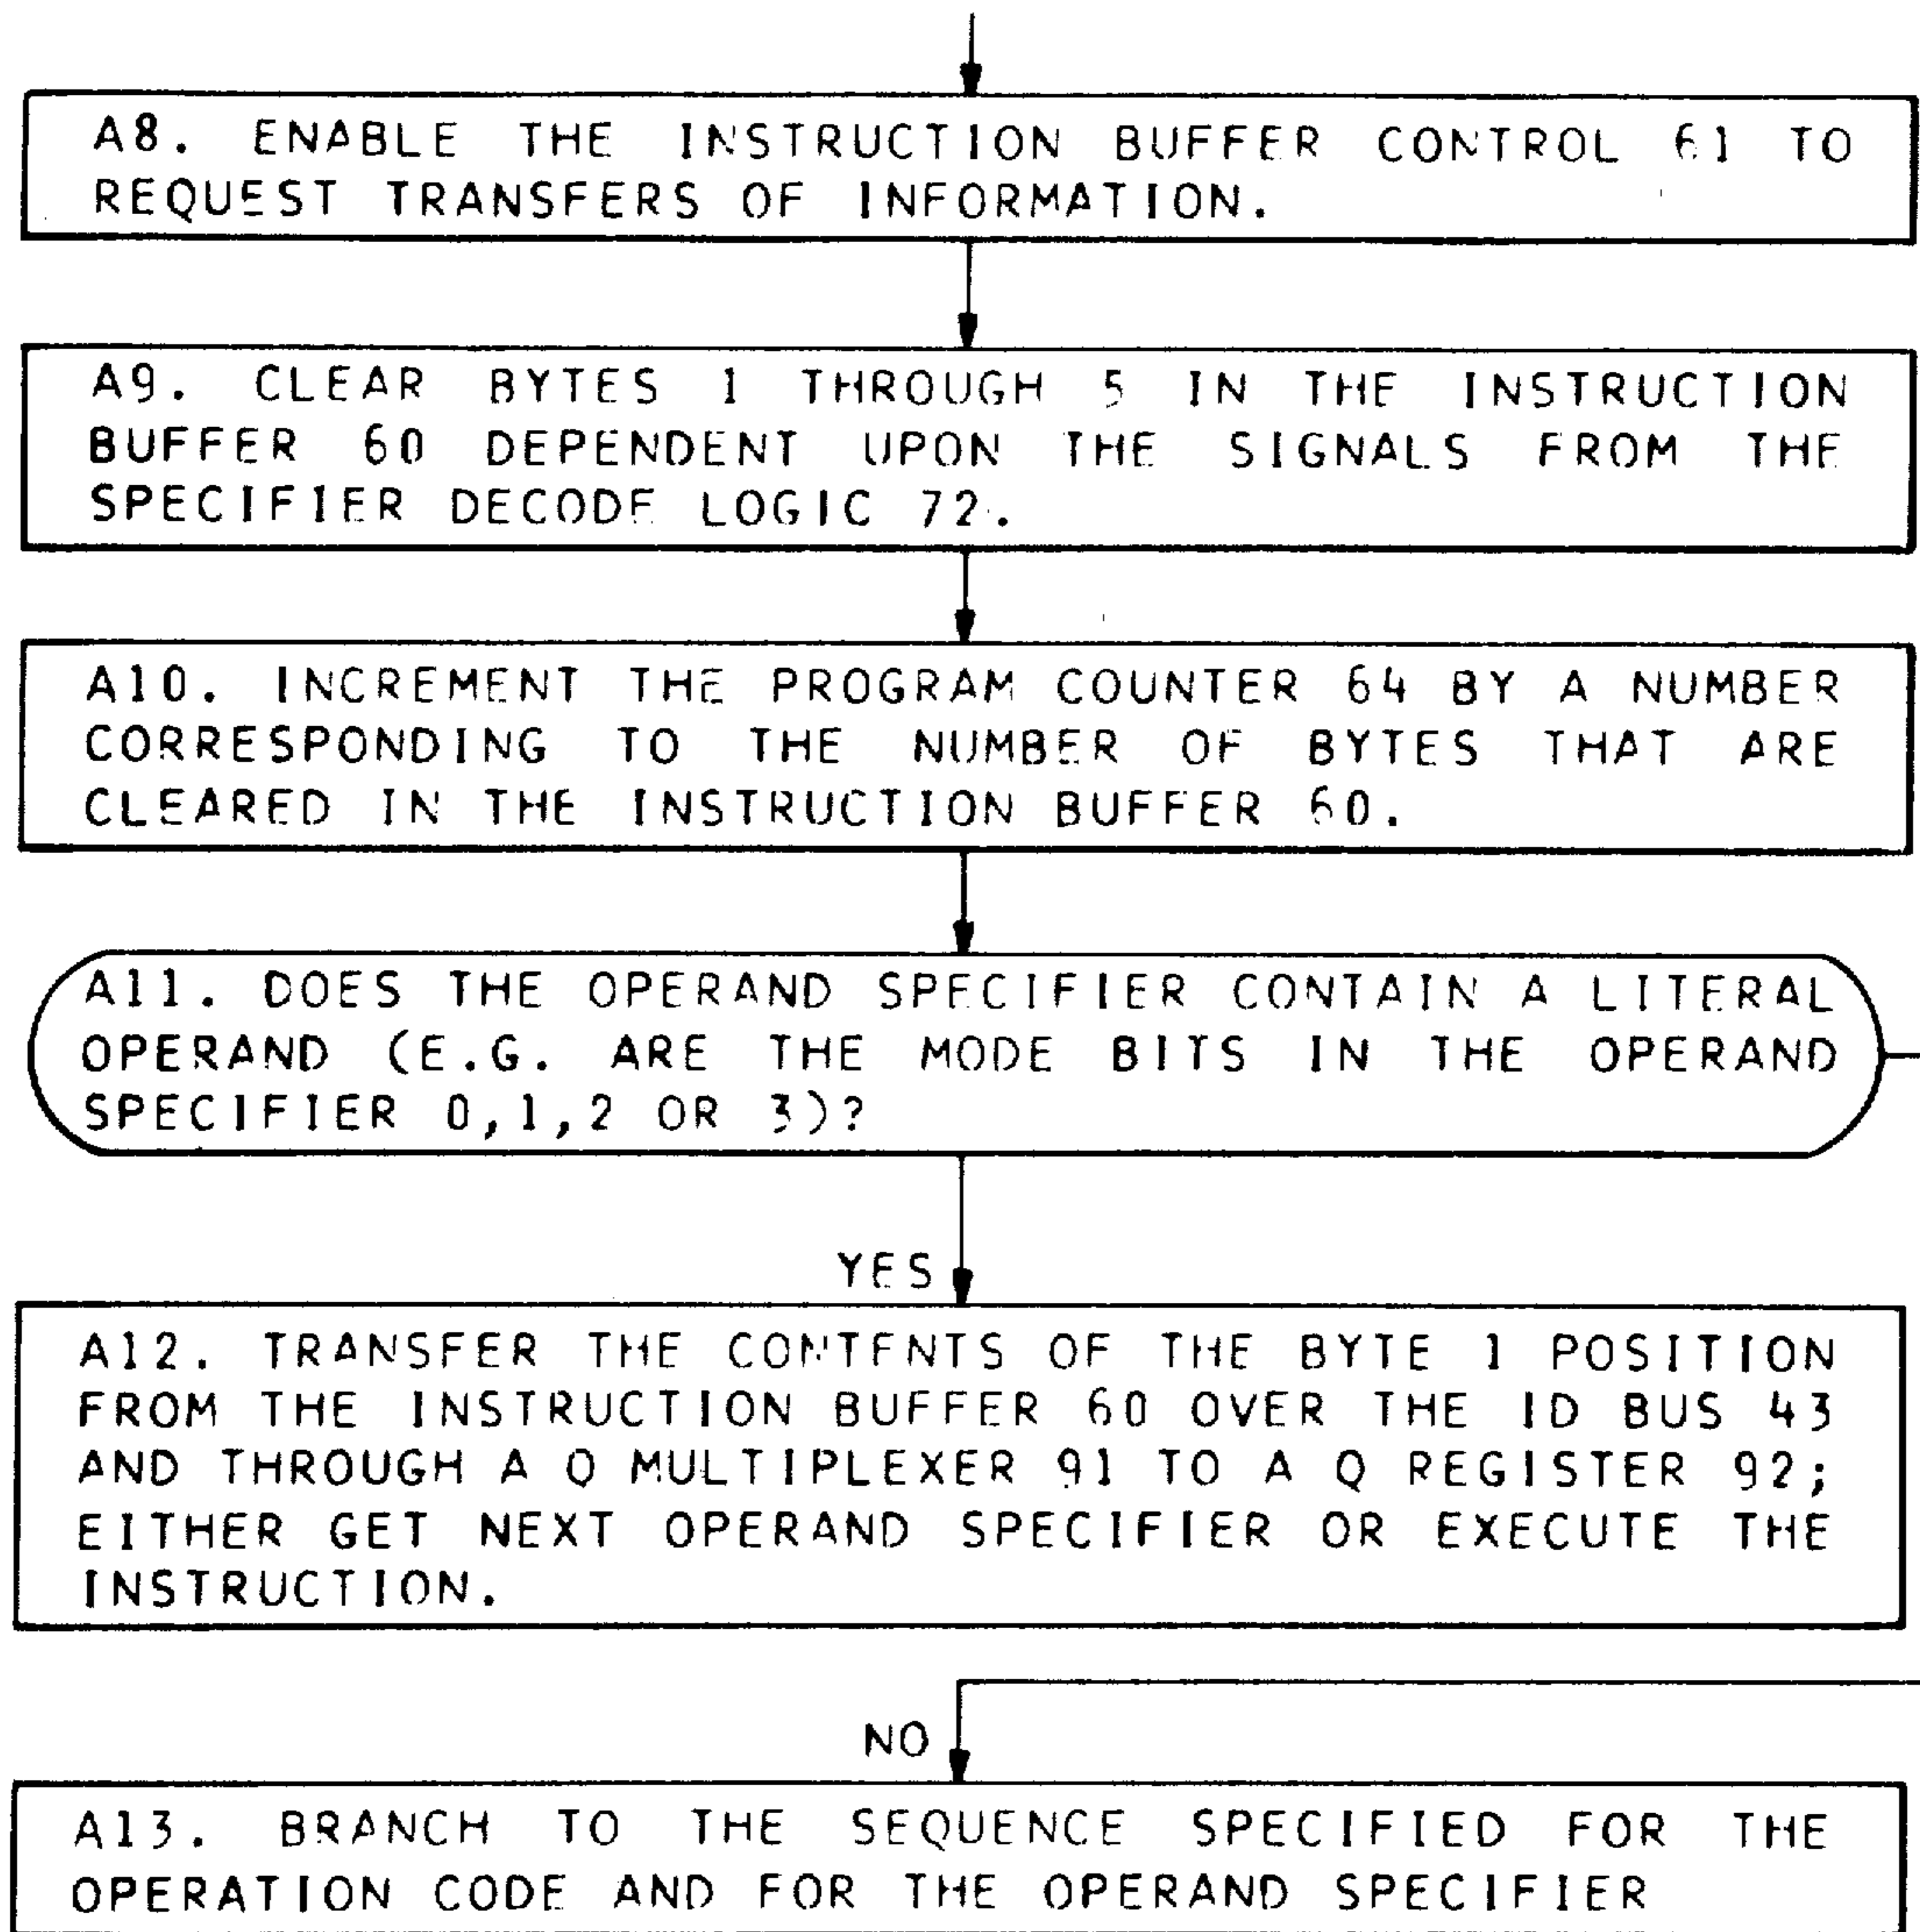 A8. ENABLE THE INSTRUCTION BUFFER CONTROL 61 TO
REQUEST TRANSFERS OF INFORMATION.
A9. CLEAR BYTES 1 THROUGH 5 IN THE INSTRUCTION
BUFFER 60 DEPENDENT UPON THE SIGNALS FROM THE
SPECIFIER DECODE LOGIC 72.
A10. INCREMENT THE PROGRAM COUNTER 64 BY A NUMBER
CORRESPONDING TO THE NUMBER OF BYTES THAT ARE
CLEARED IN THE INSTRUCTION BUFFER 60.
A11. DOES THE OPERAND SPECIFIER CONTAIN A LITERAL
OPERAND (E.G. ARE THE MODE BITS IN THE OPERAND
SPECIFIER 0,1,2 OR 3)?
YES
A12. TRANSFER THE CONTENTS OF THE BYTE 1 POSITION
FROM THE INSTRUCTION BUFFER 60 OVER THE ID BUS 43
AND THROUGH A Q MULTIPLEXER 91 TO A Q REGISTER 92;
EITHER GET NEXT OPERAND SPECIFIER OR EXECUTE THE
INSTRUCTION.
NO
A13. BRANCH TO THE SEQUENCE SPECIFIED FOR THE
OPERATION CODE AND FOR THE OPERAND SPECIFIER